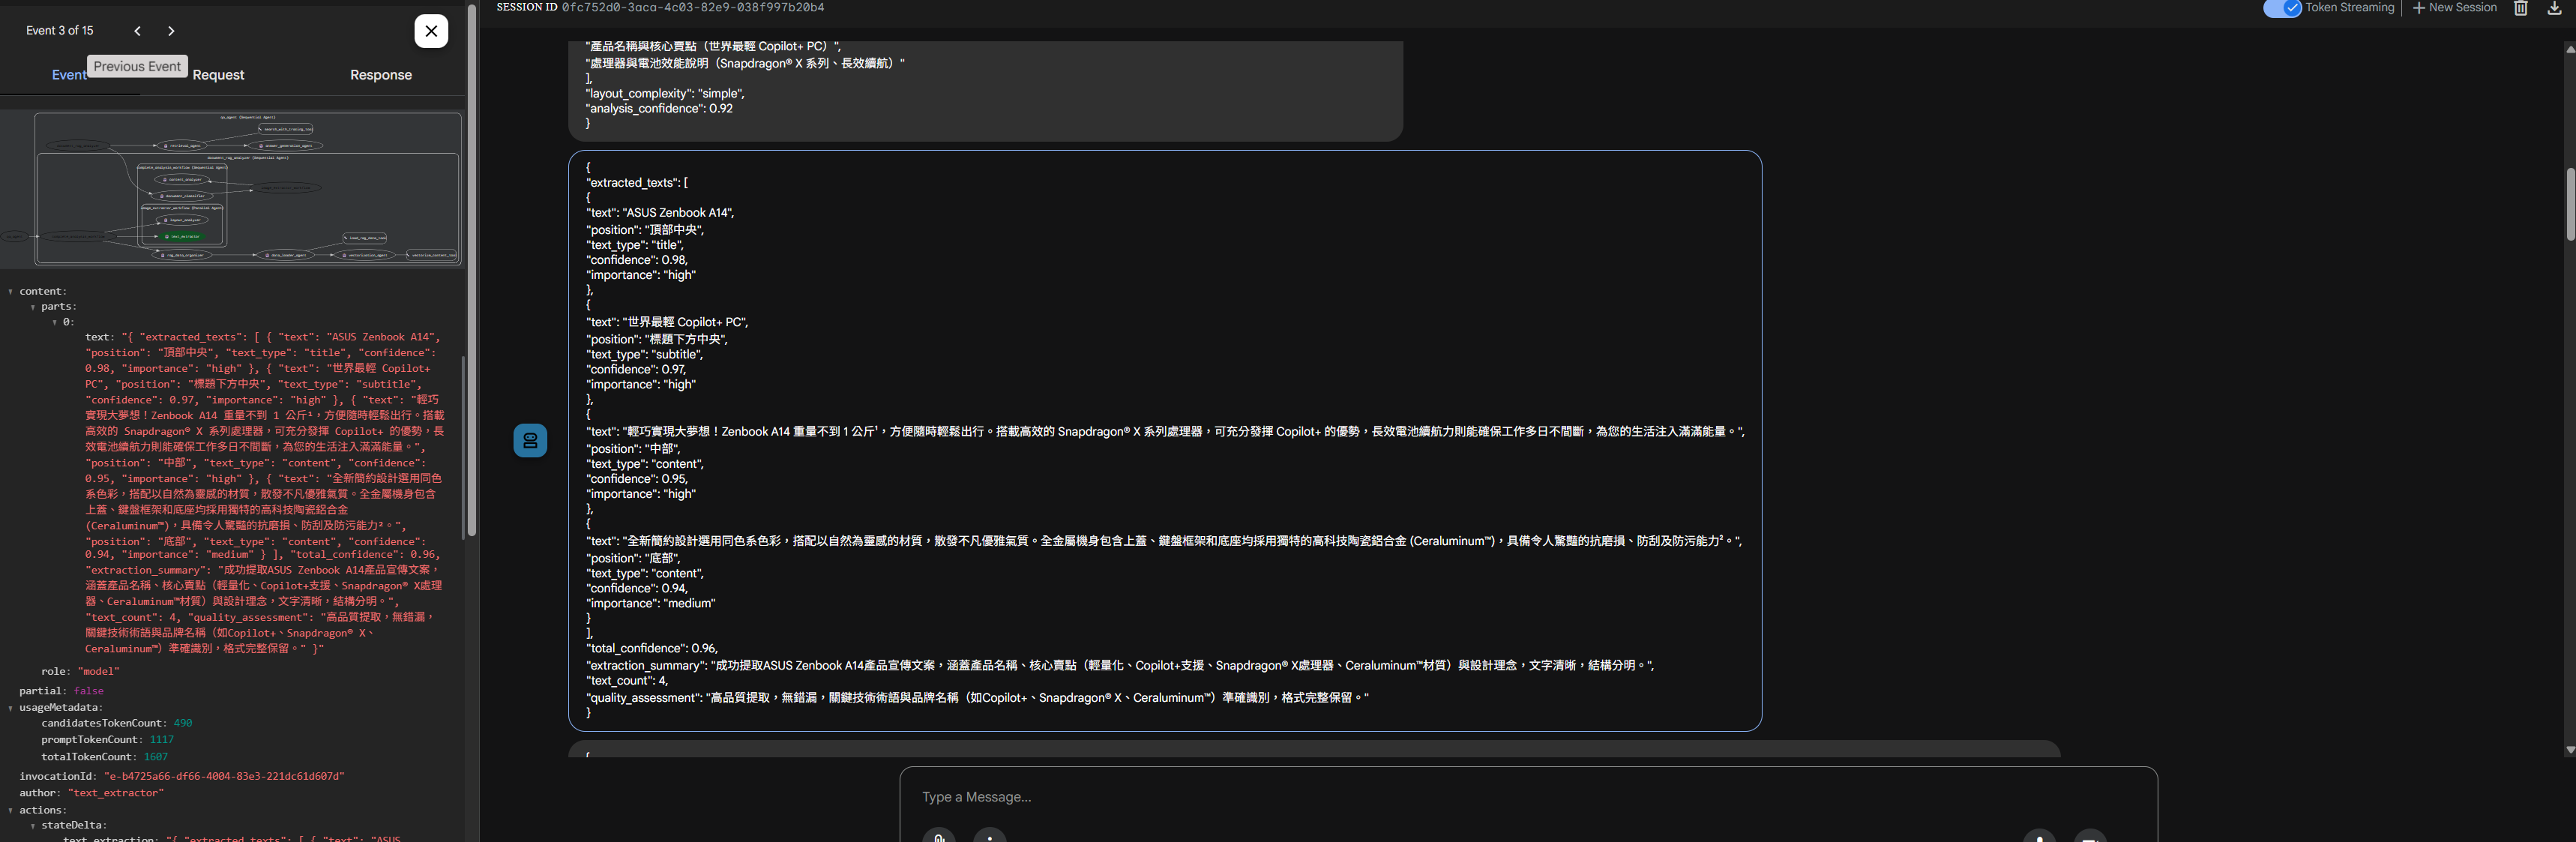 Event 3 of 15
Previous Event
Event
Request
Response
qa_agent (Sequential Agent)
search_with_training_tool
retrieval_agent
answer_generation_agent
document_rag_analyzer (Sequential Agent)
complete_analysis_workflow (Sequential Agent)
content_analyzer
document_classifier
layout_analyzer
text_extractor
load_rag_data_tool
rag_data_organizer
data_loader_agent
vectorization_agent
content:
parts:
0:
text: "{ "extracted_texts": [ { "text": "ASUS Zenbook A14",
"position": "頂部中央", "text_type": "title", "confidence":
0.98, "importance": "high" }, { "text": "世界最輕 Copilot+
PC", "position": "標題下方中央", "text_type": "subtitle",
"confidence": 0.97, "importance": "high" }, { "text": "輕巧
實現大夢想！Zenbook A14 重量不到 1 公斤¹，方便隨時輕鬆出行。搭載
高效的 Snapdragon® X 系列處理器，可充分發揮 Copilot+ 的優勢，長
效電池續航力則能確保工作多日不間斷，為您的生活注入滿滿能量。",
"position": "中部", "text_type": "content", "confidence":
0.95, "importance": "high" }, { "text": "全新簡約設計選用同色
系色彩，搭配以自然為靈感的材質，散發不凡優雅氣質。全金屬機身包含
上蓋、鍵盤框架和底座均採用獨特的高科技陶瓷鋁合金
(Ceraluminum™)，具備令人驚豔的抗磨損、防刮及防污能力²。",
"position": "底部", "text_type": "content", "confidence":
0.94, "importance": "medium" } ], "total_confidence": 0.96,
"extraction_summary": "成功提取ASUS Zenbook A14產品宣傳文案，
涵蓋產品名稱、核心賣點（輕量化、Copilot+支援、Snapdragon® X處理
器、Ceraluminum™材質）與設計理念，文字清晰，結構分明。",
"text_count": 4, "quality_assessment": "高品質提取，無錯漏，
關鍵技術術語與品牌名稱（如Copilot+、Snapdragon® X、
Ceraluminum™）準確識別，格式完整保留。" }"
role: "model"
partial: false
usageMetadata:
candidatesTokenCount: 490
promptTokenCount: 1117
totalTokenCount: 1607
invocationId: "e-b4725a66-df66-4004-83e3-221dc61d607d"
author: "text_extractor"
actions:
stateDelta:
text_extraction: "{ "extracted_texts": [ { "text": "ASUS
SESSION ID 0fc752d0-3aca-4c03-82e9-038f997b20b4
Token Streaming
New Session
"產品名稱與核心賣點（世界最輕 Copilot+ PC）",
"處理器與電池效能說明（Snapdragon® X 系列、長效續航）"
],
"layout_complexity": "simple",
"analysis_confidence": 0.92
}
{
"extracted_texts": [
{
"text": "ASUS Zenbook A14",
"position": "頂部中央",
"text_type": "title",
"confidence": 0.98,
"importance": "high"
},
{
"text": "世界最輕 Copilot+ PC",
"position": "標題下方中央",
"text_type": "subtitle",
"confidence": 0.97,
"importance": "high"
},
{
"text": "輕巧實現大夢想！Zenbook A14 重量不到 1 公斤¹，方便隨時輕鬆出行。搭載高效的 Snapdragon® X 系列處理器，可充分發揮 Copilot+ 的優勢，長效電池續航力則能確保工作多日不間斷，為您的生活注入滿滿能量。",
"position": "中部",
"text_type": "content",
"confidence": 0.95,
"importance": "high"
},
{
"text": "全新簡約設計選用同色系色彩，搭配以自然為靈感的材質，散發不凡優雅氣質。全金屬機身包含上蓋、鍵盤框架和底座均採用獨特的高科技陶瓷鋁合金 (Ceraluminum™)，具備令人驚豔的抗磨損、防刮及防污能力²。",
"position": "底部",
"text_type": "content",
"confidence": 0.94,
"importance": "medium"
}
],
"total_confidence": 0.96,
"extraction_summary": "成功提取ASUS Zenbook A14產品宣傳文案，涵蓋產品名稱、核心賣點（輕量化、Copilot+支援、Snapdragon® X處理器、Ceraluminum™材質）與設計理念，文字清晰，結構分明。",
"text_count": 4,
"quality_assessment": "高品質提取，無錯漏，關鍵技術術語與品牌名稱（如Copilot+、Snapdragon® X、Ceraluminum™）準確識別，格式完整保留。"
}
{
Type a Message...